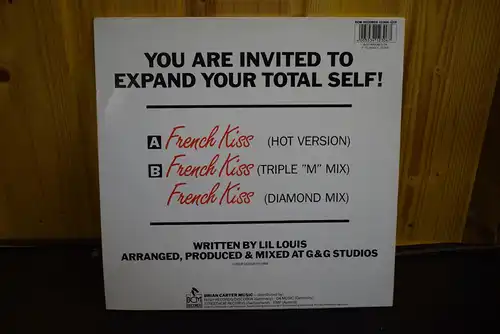 YOU ARE INVITED TO
EXPAND YOUR TOTAL SELF!
A French Kiss (HOT VERSION)
B French Kiss (TRIPLE "M" MIX)
French Kiss (DIAMOND MIX)
WRITTEN BY LIL LOUIS
ARRANGED, PRODUCED & MIXED AT G&G STUDIOS
BCM
BRIAN CARTER MUSIC